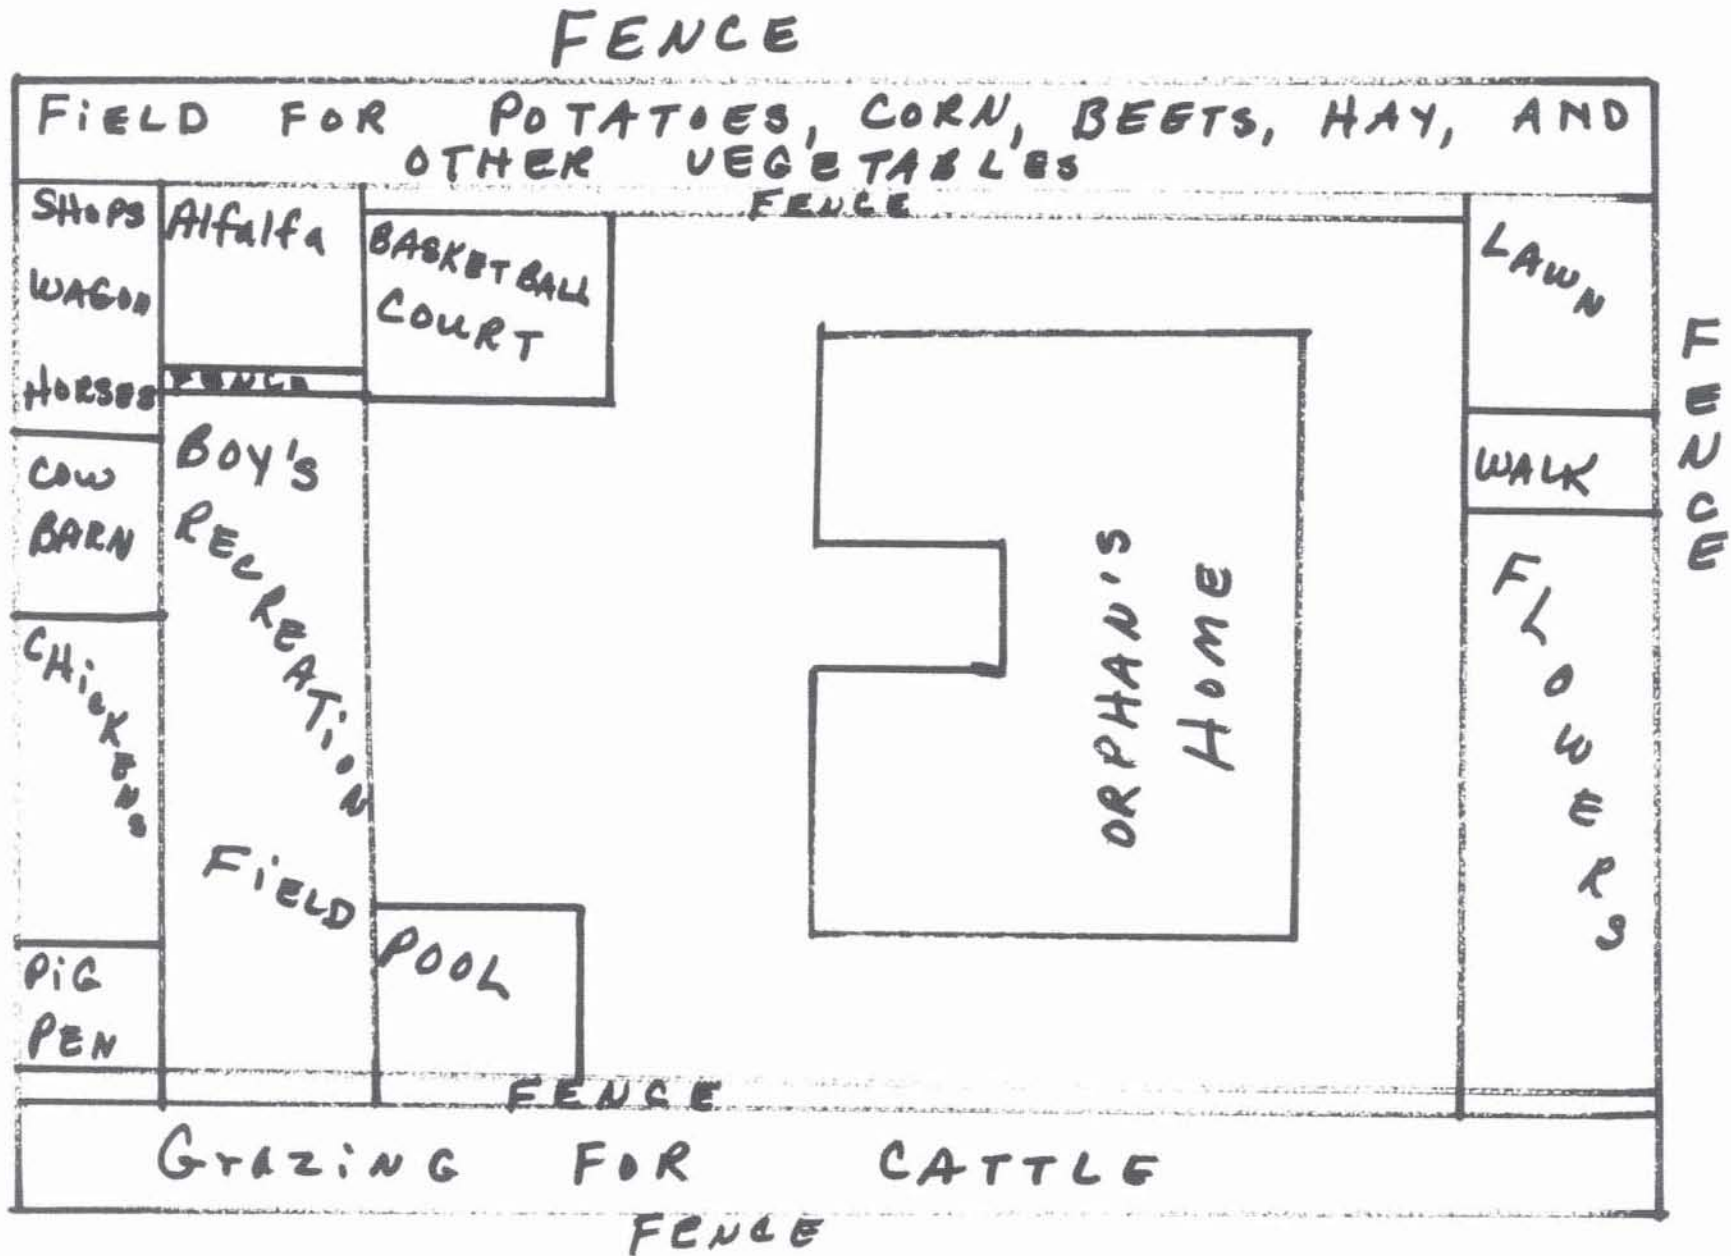 FENCE
FiELD FOR POTATOES, CORN, BEETS, HAY, AND
OTHER VEGETABLES
FENCE
SHOPS
WAGON
HORSES
Alfalfa
FENCE
BASKETBALL
COURT
LAWN
FENCE
WALK
COW
BARN
BOY'S
RECREATiON
FiELD
CHiCKENS
ORPHAN'S
HOME
FLOWERS
PiG
PEN
POOL
FENCE
GrazING FOR CATTLE
FENCE